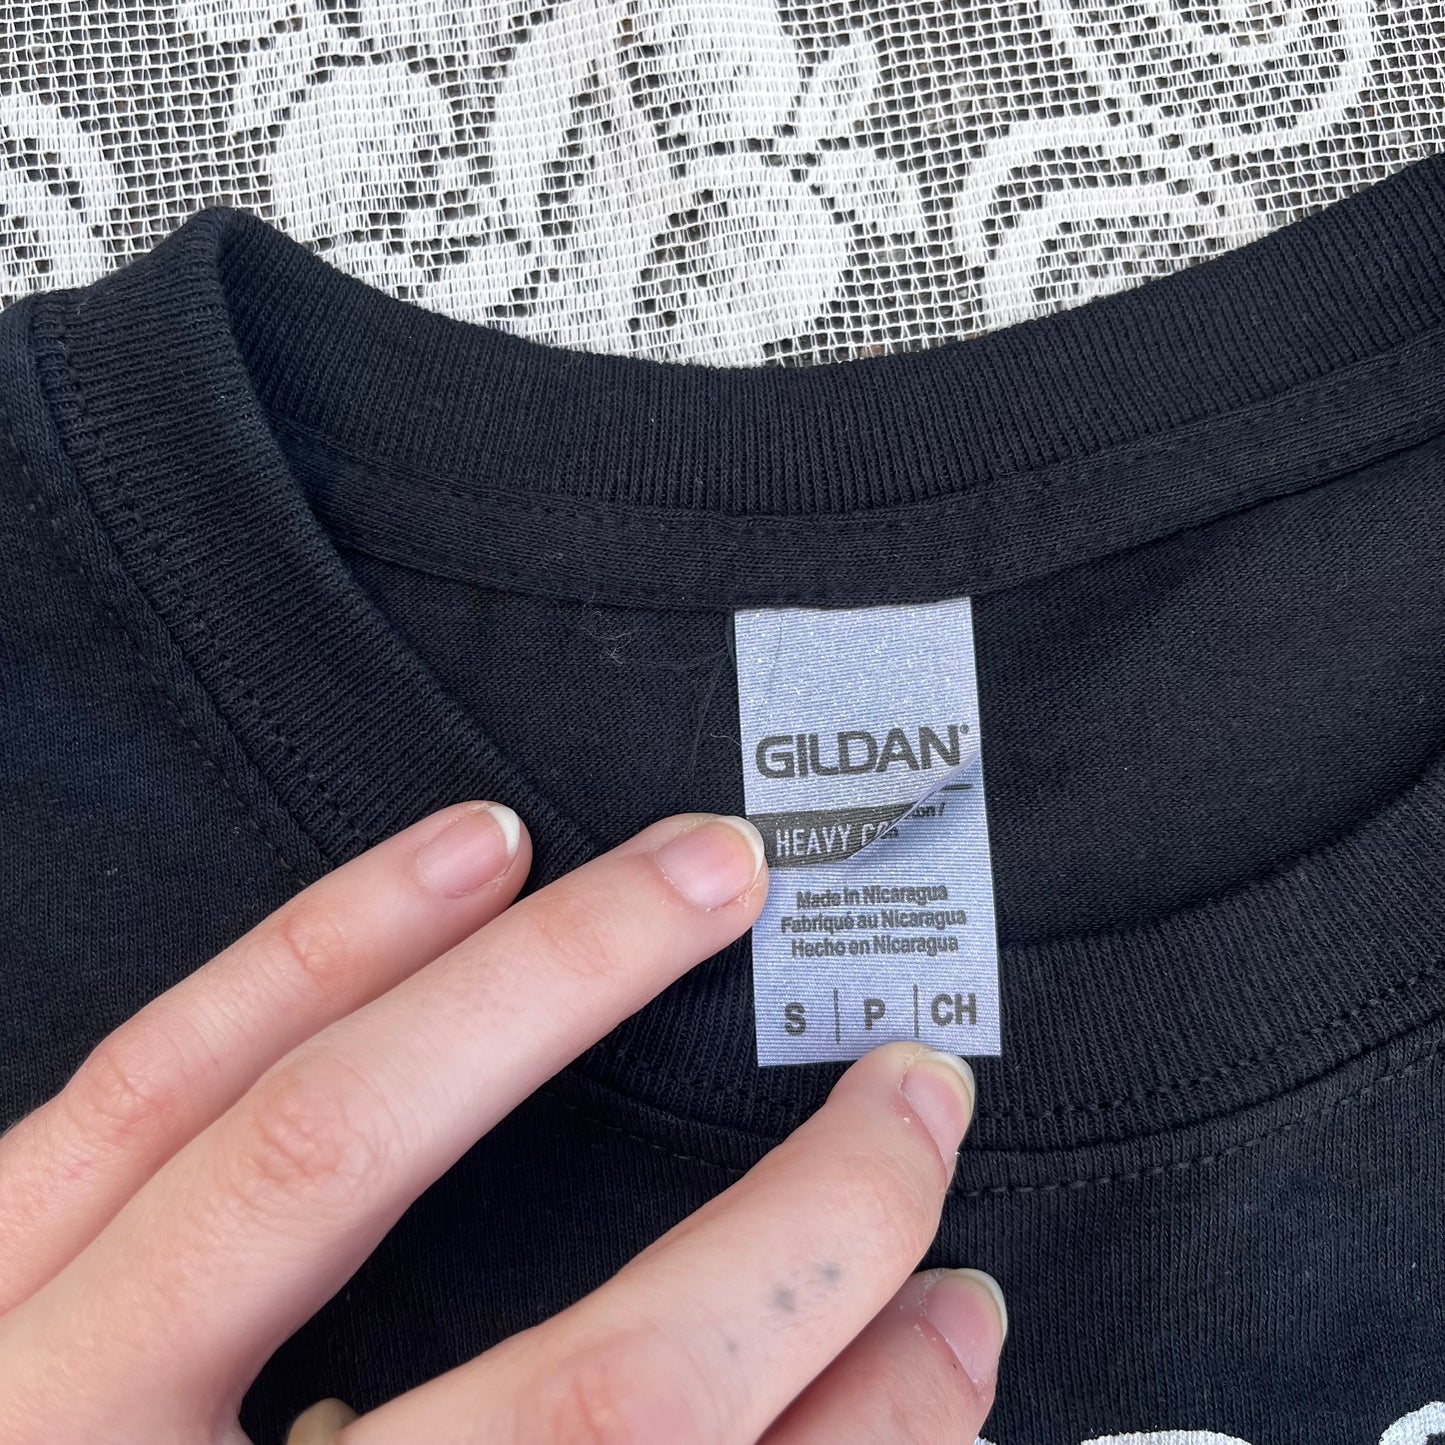 GILDAN®
HEAVY
Made in Nicaragua
Fabriqué au Nicaragua
Hecho en Nicaragua
S | P | CH